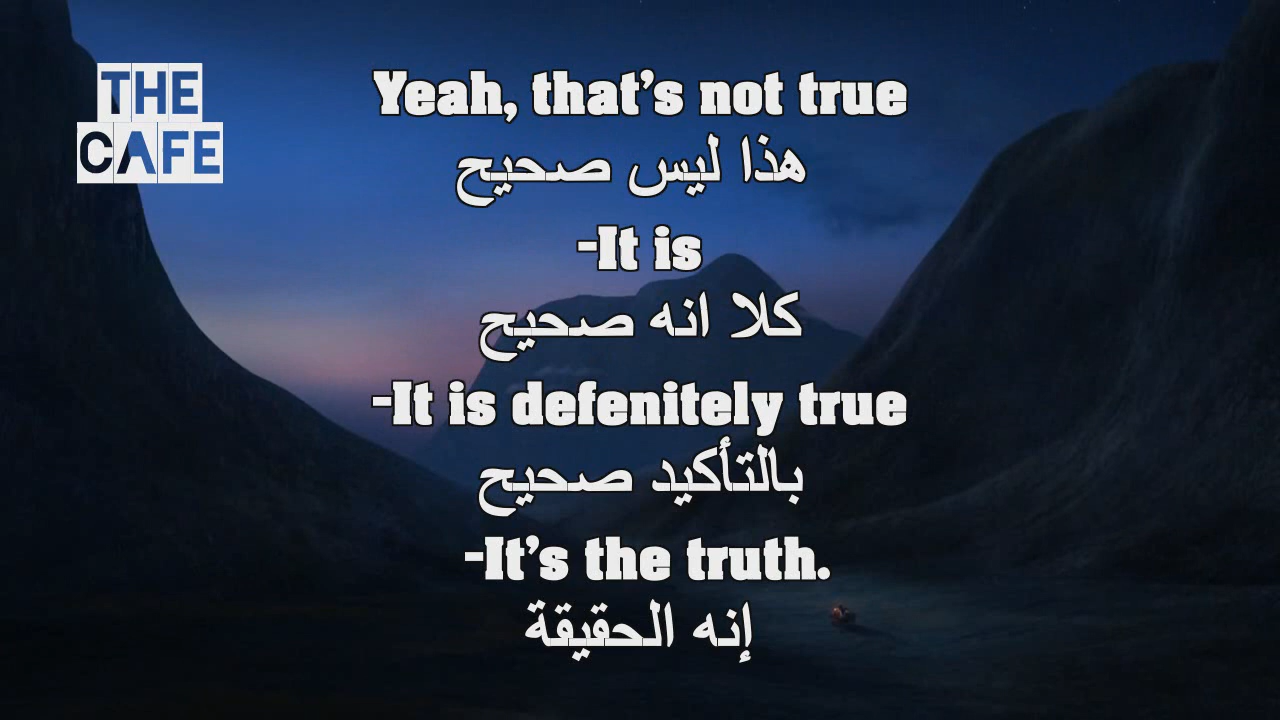 THE
CAFE
Yeah, that's not true
هذا ليس صحيح
-It is
كلا انه صحيح
-It is defenitely true
بالتأكيد صحيح
-It's the truth.
إنه الحقيقة